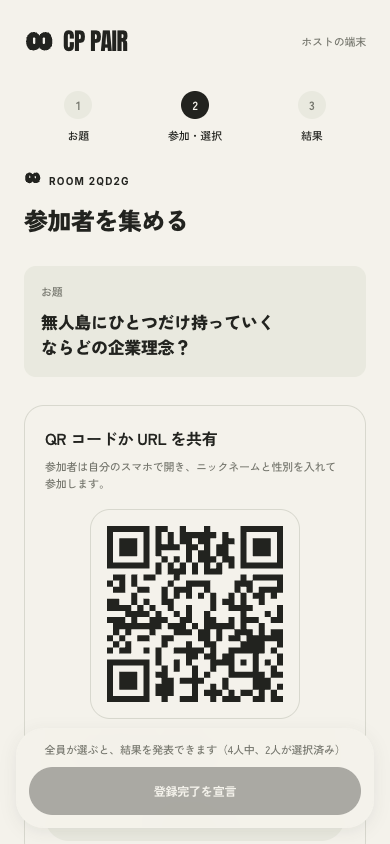 CP PAIR
ホストの端末
1
2
3
お題
参加・選択
結果
ROOM 2QD2G
参加者を集める
お題
無人島にひとつだけ持っていく
ならどの企業理念？
QR コードか URL を共有
参加者は自分のスマホで開き、ニックネームと性別を入れて
参加します。
全員が選ぶと、結果を発表できます（4人中、2人が選択済み）
登録完了を宣言